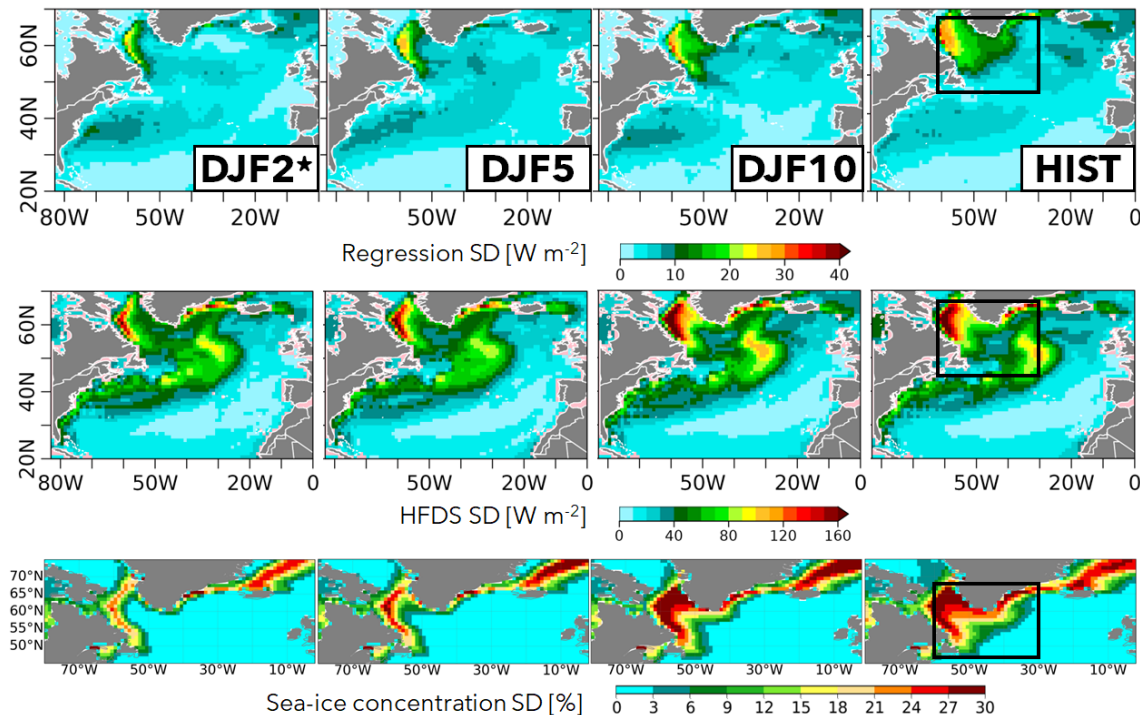 60N
40N
20N
DJF2★ DJF5 DJF10 HIST
80W 50W 20W 50W 20W 50W 20W 50W 20W 0
Regression SD [W m-2]
0 10 20 30 40
60N
40N
20N
80W 50W 20W 0 50W 20W 0 50W 20W 0 50W 20W 0
HFDS SD [W m-2]
0 40 80 120 160
70°N
65°N
60°N
55°N
50°N
70°W 50°W 30°W 10°W 70°W 50°W 30°W 10°W 70°W 50°W 30°W 10°W 70°W 50°W 30°W 10°W
Sea-ice concentration SD [%]
0 3 6 9 12 15 18 21 24 27 30